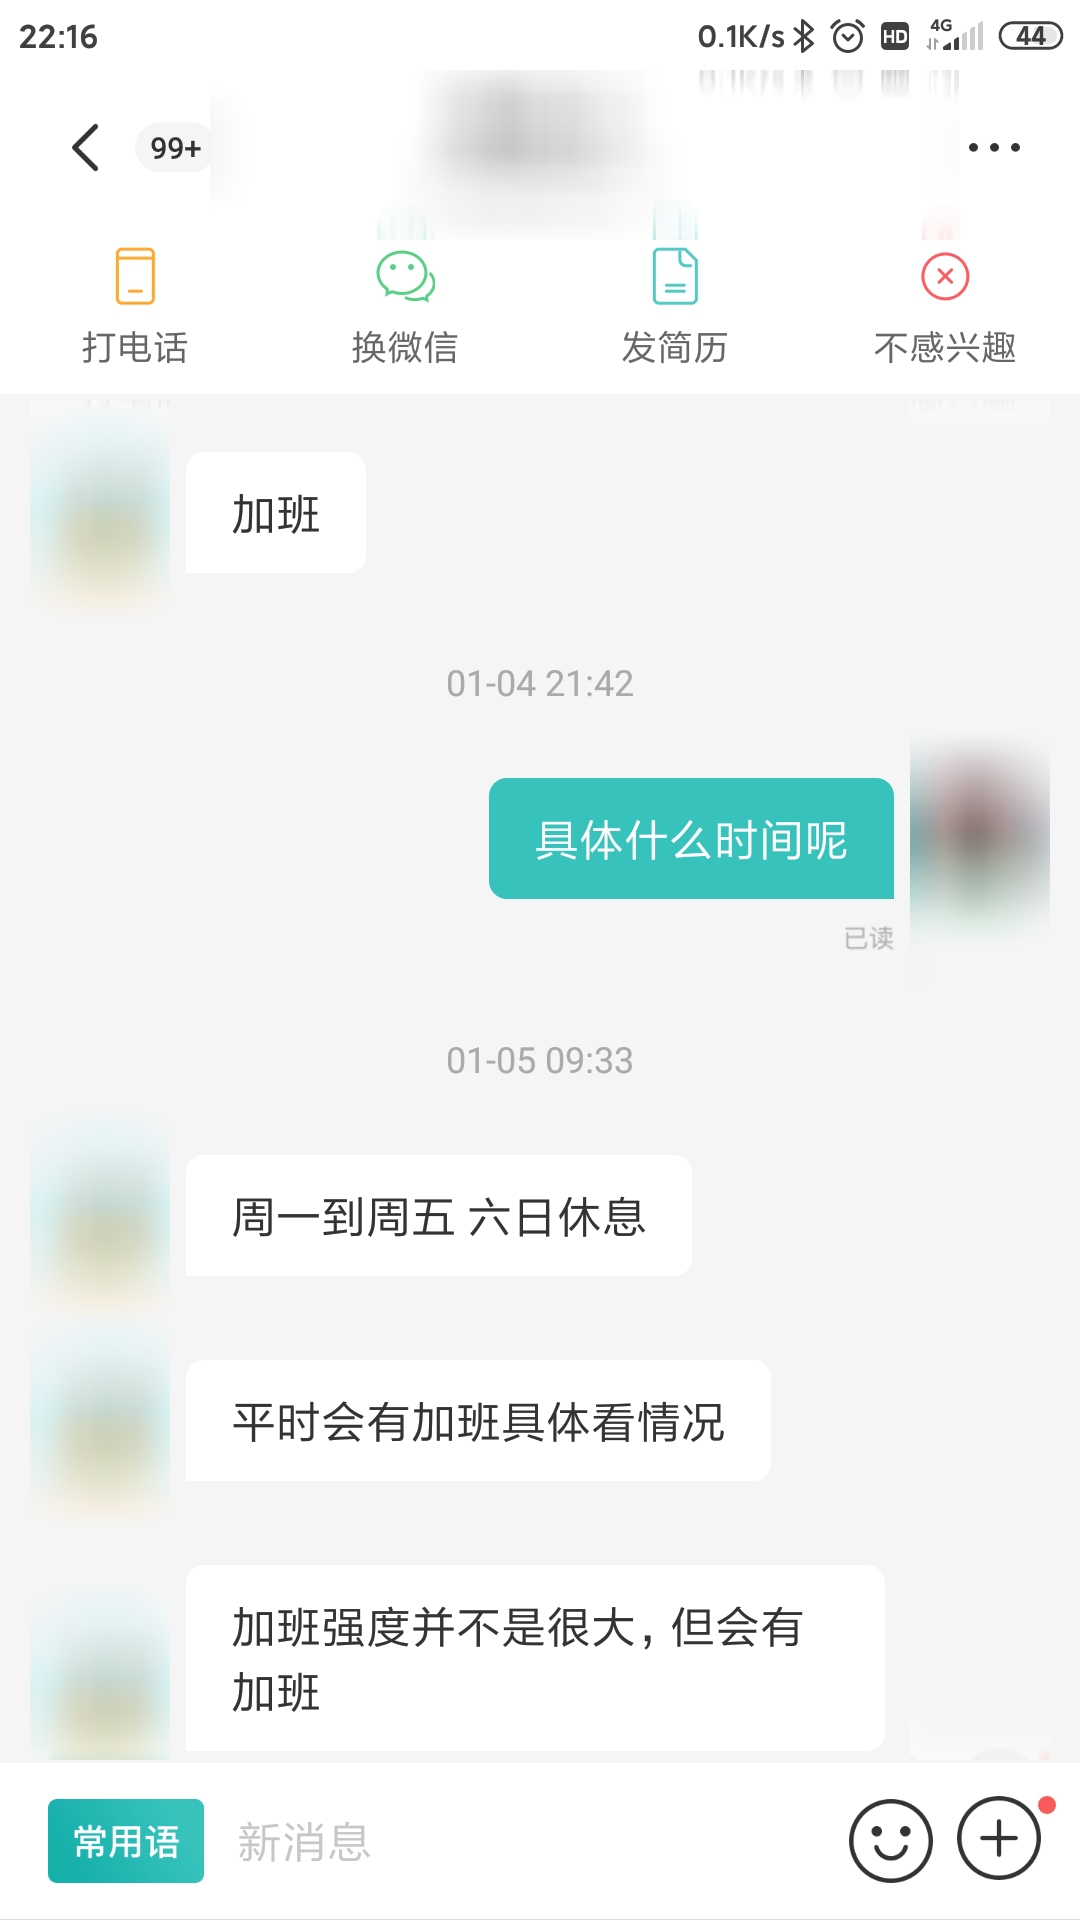 22:16 0.1K/s HD 4G 44
99+
打电话 换微信 发简历 不感兴趣
加班
01-04 21:42
具体什么时间呢
已读
01-05 09:33
周一到周五 六日休息
平时会有加班具体看情况
加班强度并不是很大，但会有
加班
常用语 新消息